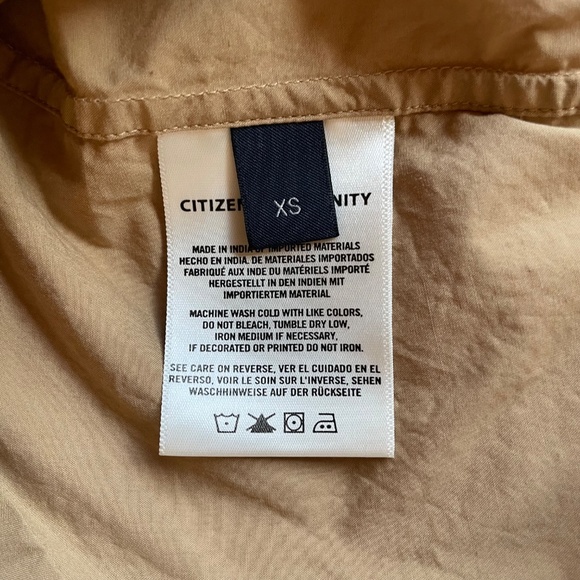 XS
CITIZEN NITY
MADE IN INDIA OF IMPORTED MATERIALS
HECHO EN INDIA. DE MATERIALES IMPORTADOS
FABRIQUÉ AUX INDE DU MATÉRIELS IMPORTÉ
HERGESTELLT IN DEN INDIEN MIT
IMPORTIERTEM MATERIAL
MACHINE WASH COLD WITH LIKE COLORS,
DO NOT BLEACH, TUMBLE DRY LOW,
IRON MEDIUM IF NECESSARY,
IF DECORATED OR PRINTED DO NOT IRON.
SEE CARE ON REVERSE, VER EL CUIDADO EN EL
REVERSO, VOIR LE SOIN SUR L'INVERSE, SEHEN
WASCHHINWEISE AUF DER RÜCKSEITE